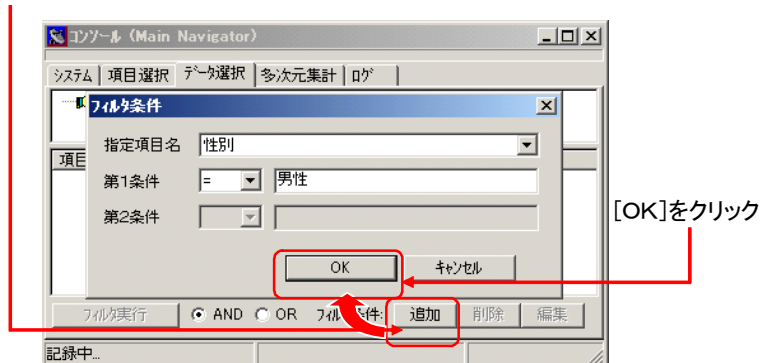 コンソール (Main Navigator)
システム 項目選択 データ選択 多次元集計 ログ
フィルタ条件
指定項目名 性別
項目
第1条件 = 男性
第2条件
[OK]をクリック
OK キャンセル
フィルタ実行 AND OR フィルタ条件: 追加 削除 編集
記録中...